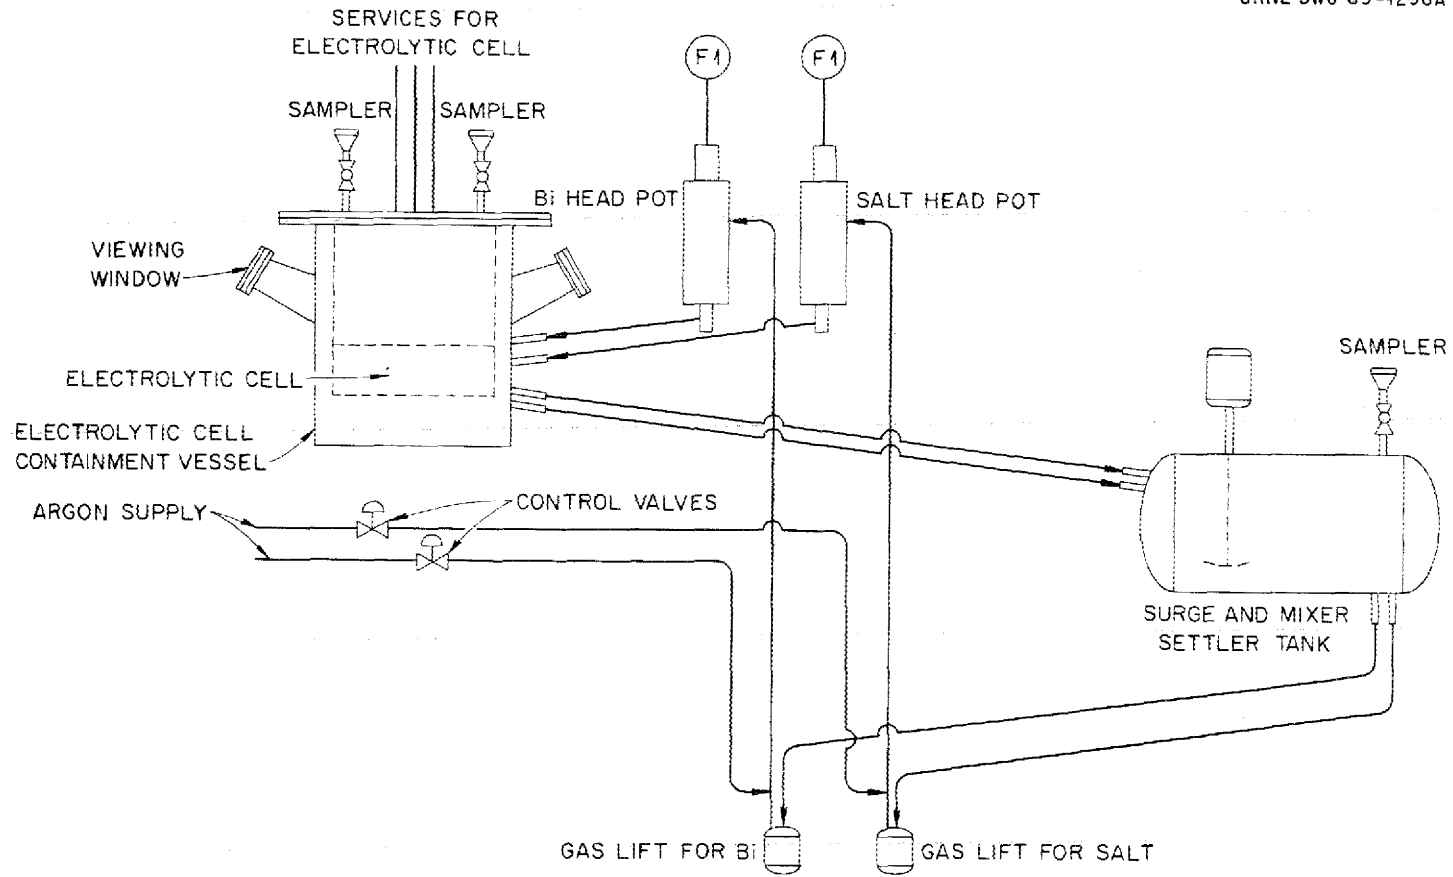 SERVICES FOR
ELECTROLYTIC CELL
F1
F1
SAMPLER
SAMPLER
Bi HEAD POT
SALT HEAD POT
VIEWING
WINDOW
SAMPLER
ELECTROLYTIC CELL
ELECTROLYTIC CELL
CONTAINMENT VESSEL
ARGON SUPPLY
CONTROL VALVES
SURGE AND MIXER
SETTLER TANK
GAS LIFT FOR Bi
GAS LIFT FOR SALT